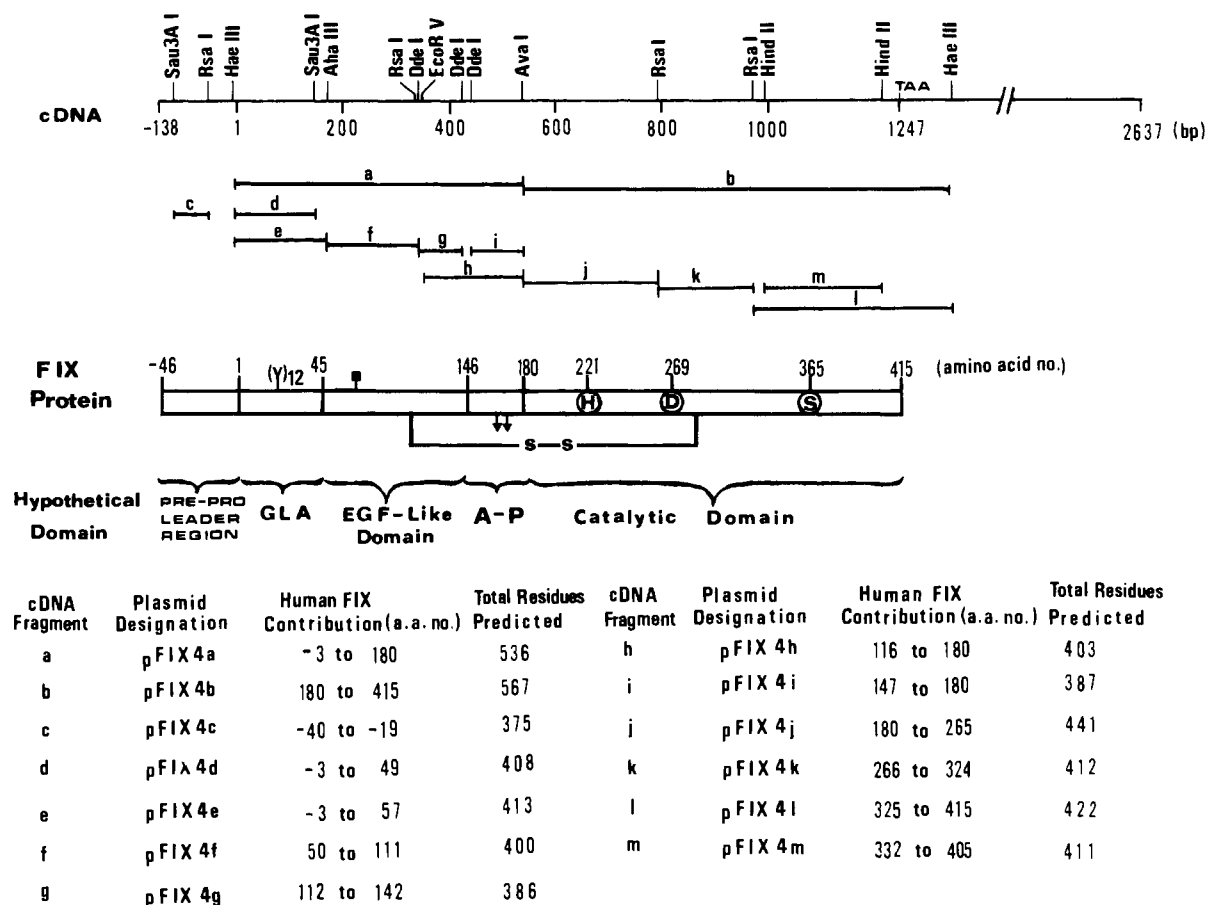 Sau3A I Rsa I Hae III Sau3A I Aha III Rsa I Dde I EcoR V Dde I Dde I Ava I Rsa I Rsa I Hind II Hind II TAA Hae III
cDNA
-138 1 200 400 600 800 1000 1247 2637 (bp)
a b
c d
e f g i
h j k m
l
FIX Protein
-46 1 (γ)12 45 146 180 221 269 365 415 (amino acid no.)
H D S
S S
Hypothetical Domain
PRE-PRO LEADER REGION
GLA
EGF-Like Domain
A-P
Catalytic Domain
cDNA Fragment Plasmid Designation Human FIX Contribution (a.a. no.) Total Residues Predicted cDNA Fragment Plasmid Designation Human FIX Contribution (a.a. no.) Total Residues Predicted
a pFIX4a -3 to 180 536 h pFIX4h 116 to 180 403
b pFIX4b 180 to 415 567 i pFIX4i 147 to 180 387
c pFIX4c -40 to -19 375 j pFIX4j 180 to 265 441
d pFIλ4d -3 to 49 408 k pFIX4k 266 to 324 412
e pFIX4e -3 to 57 413 l pFIX4l 325 to 415 422
f pFIX4f 50 to 111 400 m pFIX4m 332 to 405 411
g pFIX4g 112 to 142 386